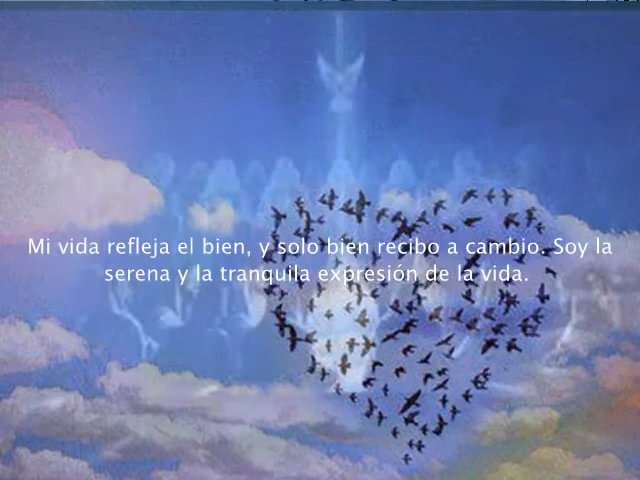 Mi vida refleja el bien, y solo bien recibo a cambio. Soy la
serena y la tranquila expresión de la vida.